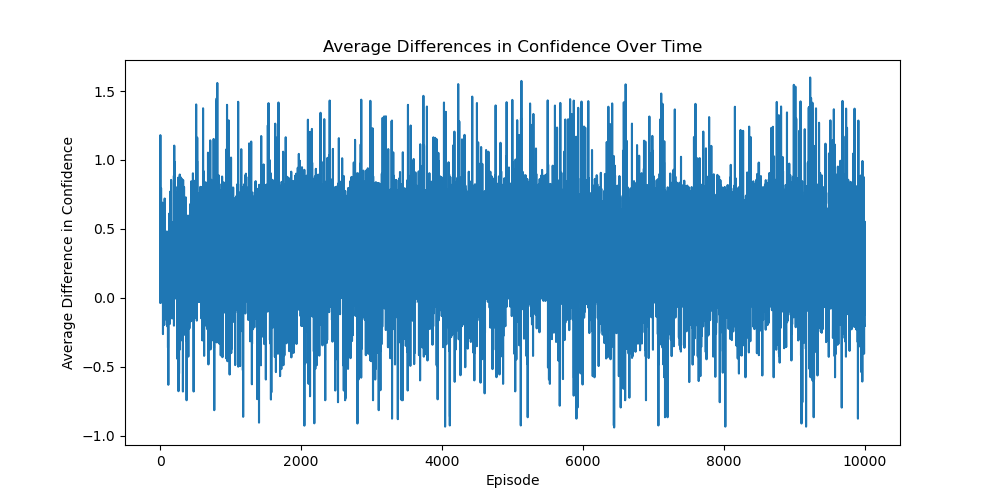 Average Differences in Confidence Over Time
Average Difference in Confidence
1.5
1.0
0.5
0.0
−0.5
−1.0
0 2000 4000 6000 8000 10000
Episode